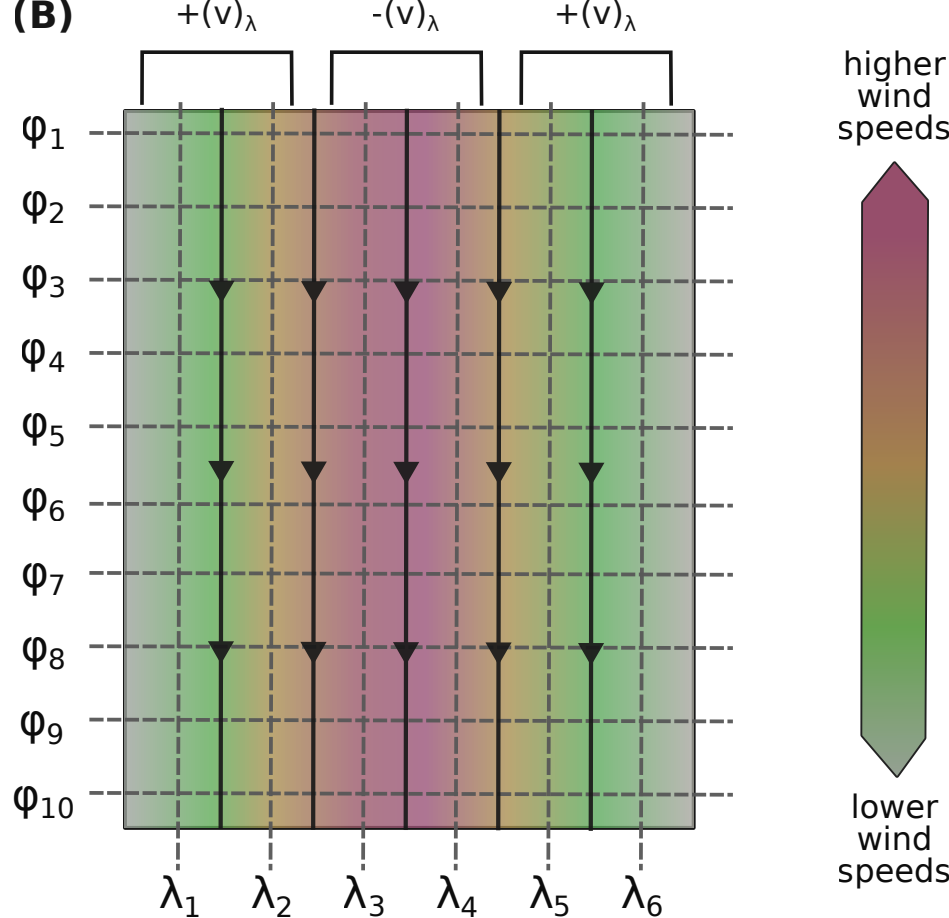 (B)
+(v)λ
-(v)λ
+(v)λ
φ1
φ2
φ3
φ4
φ5
φ6
φ7
φ8
φ9
φ10
λ1
λ2
λ3
λ4
λ5
λ6
higher
wind
speeds
lower
wind
speeds